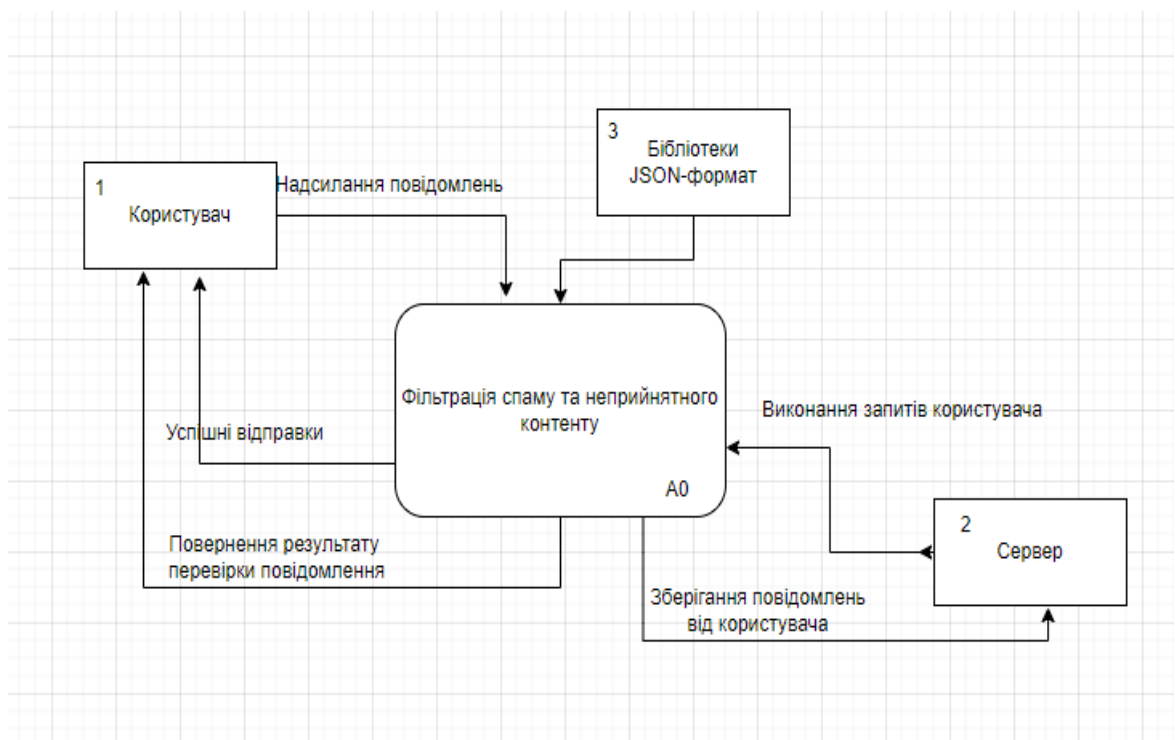 3
Бібліотеки
JSON-формат
1
Користувач
Надсилання повідомлень
Фільтрація спаму та неприйнятного
контенту
A0
Виконання запитів користувача
Успішні відправки
2
Сервер
Повернення результату
перевірки повідомлення
Зберігання повідомлень
від користувача